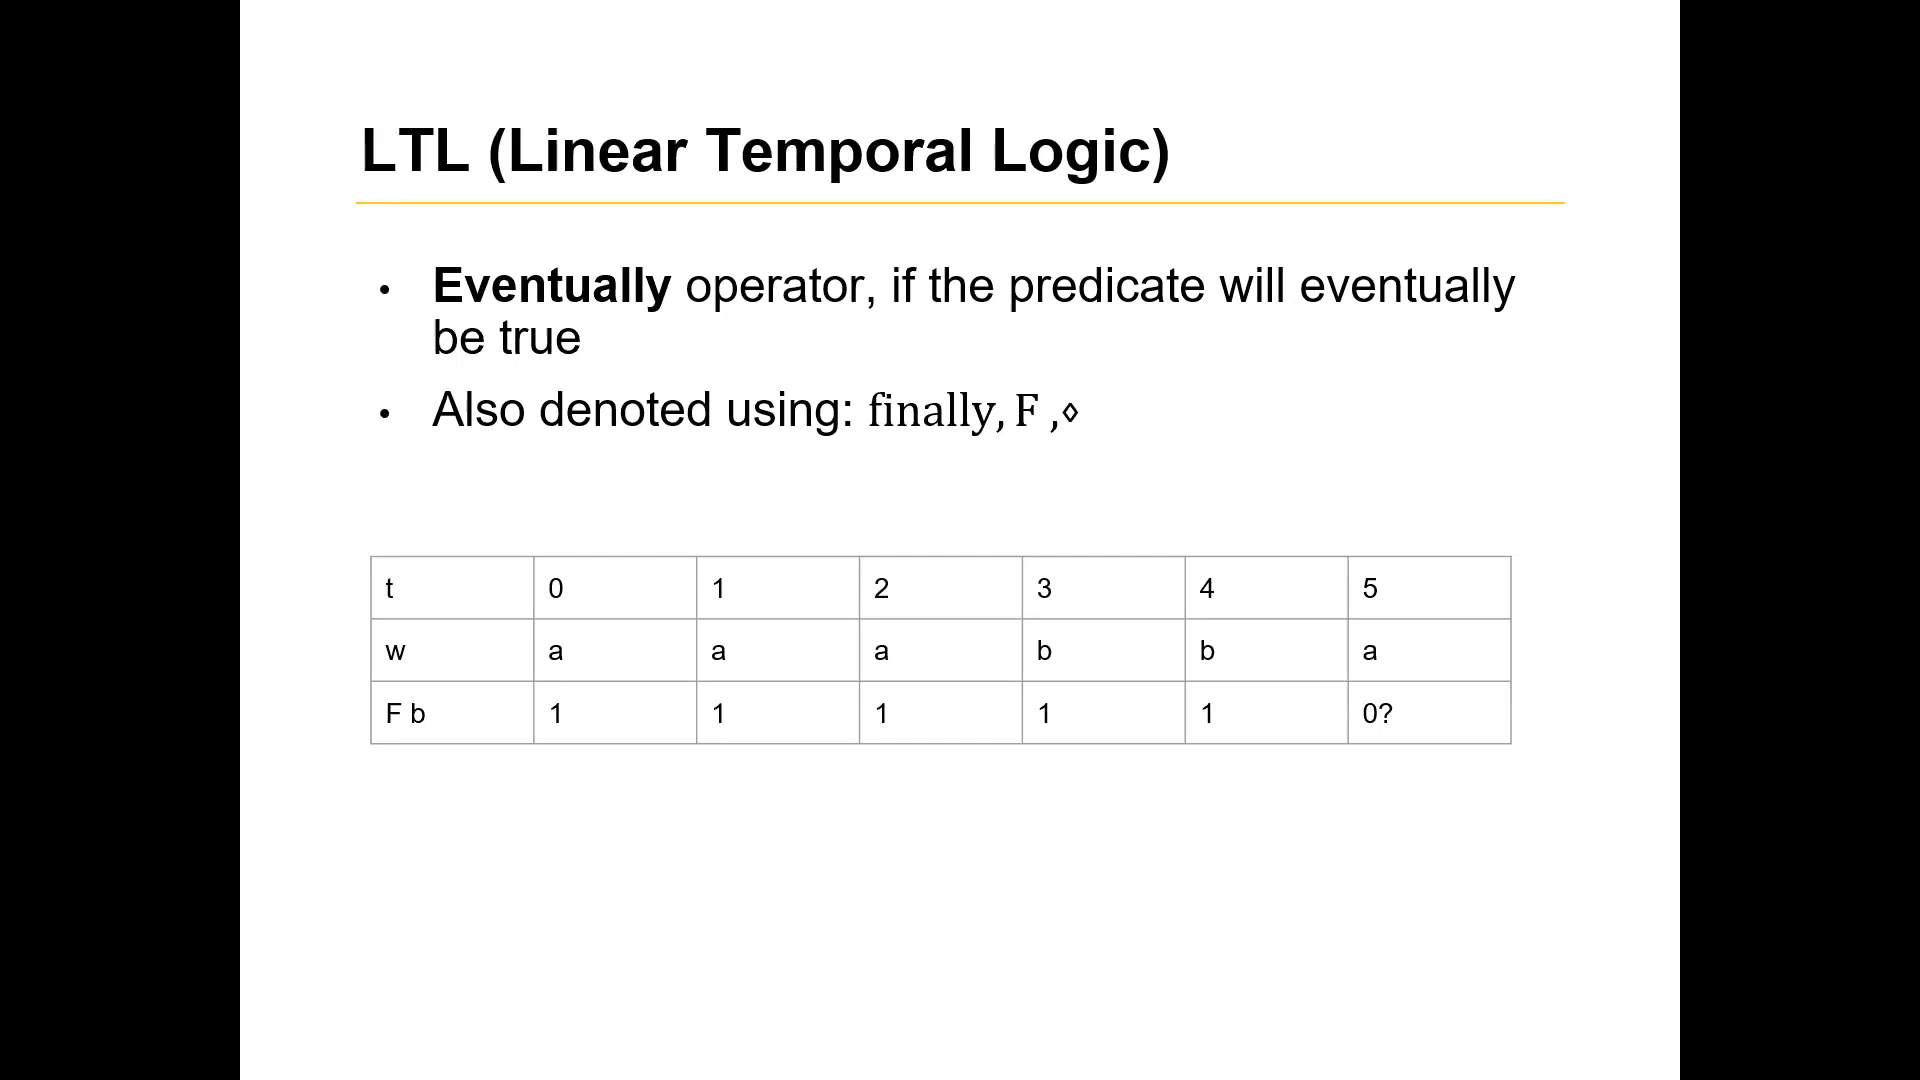 LTL (Linear Temporal Logic)
• Eventually operator, if the predicate will eventually
be true
• Also denoted using: finally, F ,◊
t 0 1 2 3 4 5
w a a a b b a
F b 1 1 1 1 1 0?